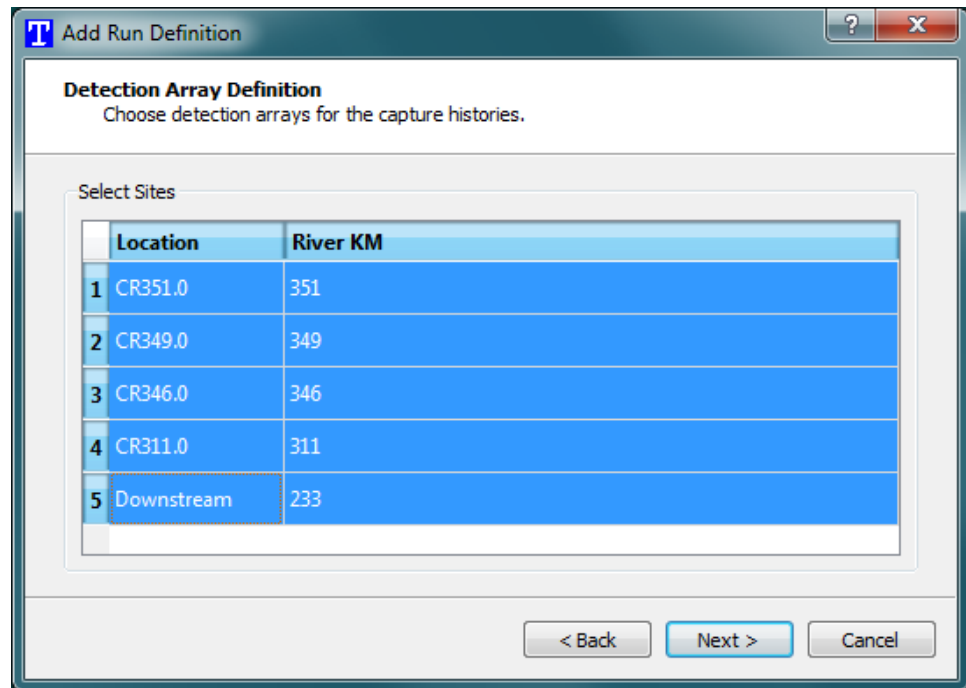 T Add Run Definition ? X
Detection Array Definition
Choose detection arrays for the capture histories.
Select Sites
Location River KM
1 CR351.0 351
2 CR349.0 349
3 CR346.0 346
4 CR311.0 311
5 Downstream 233
< Back Next > Cancel